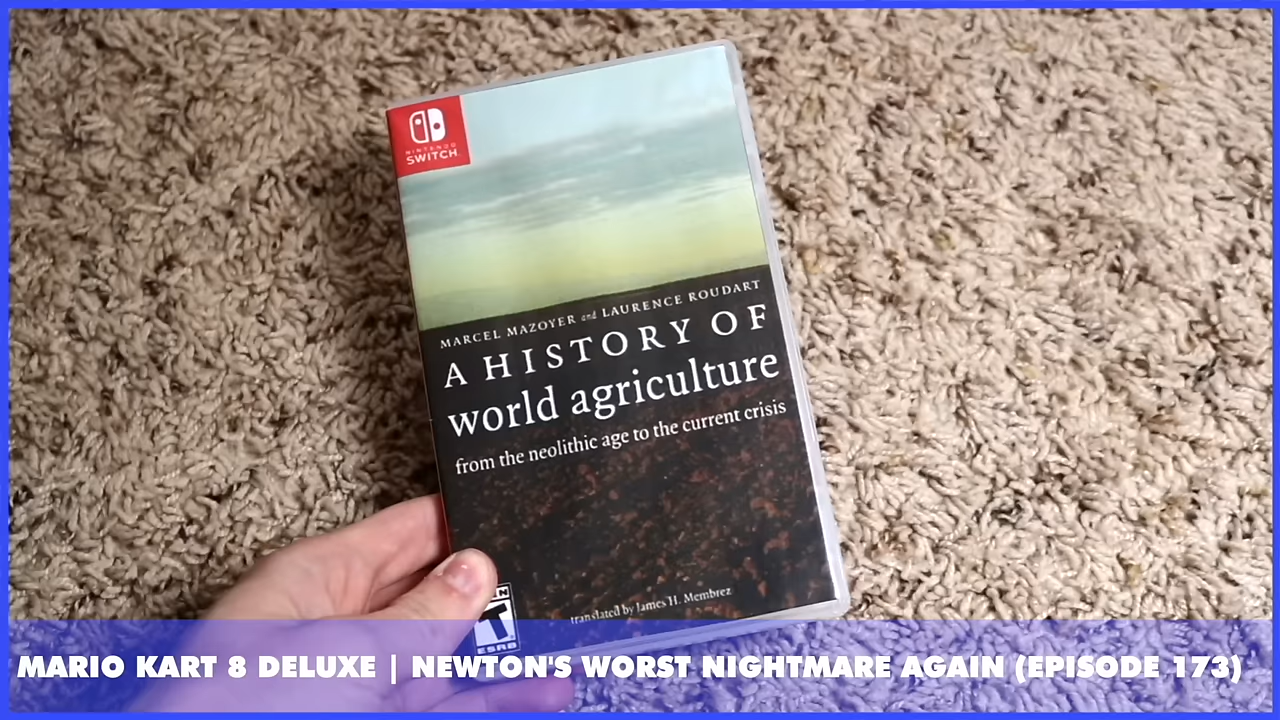 NINTENDO
SWITCH
MARCEL MAZOYER and LAURENCE ROUDART
A HISTORY OF
world agriculture
from the neolithic age to the current crisis
translated by James H. Membrez
T
ESRB
MARIO KART 8 DELUXE | NEWTON'S WORST NIGHTMARE AGAIN (EPISODE 173)